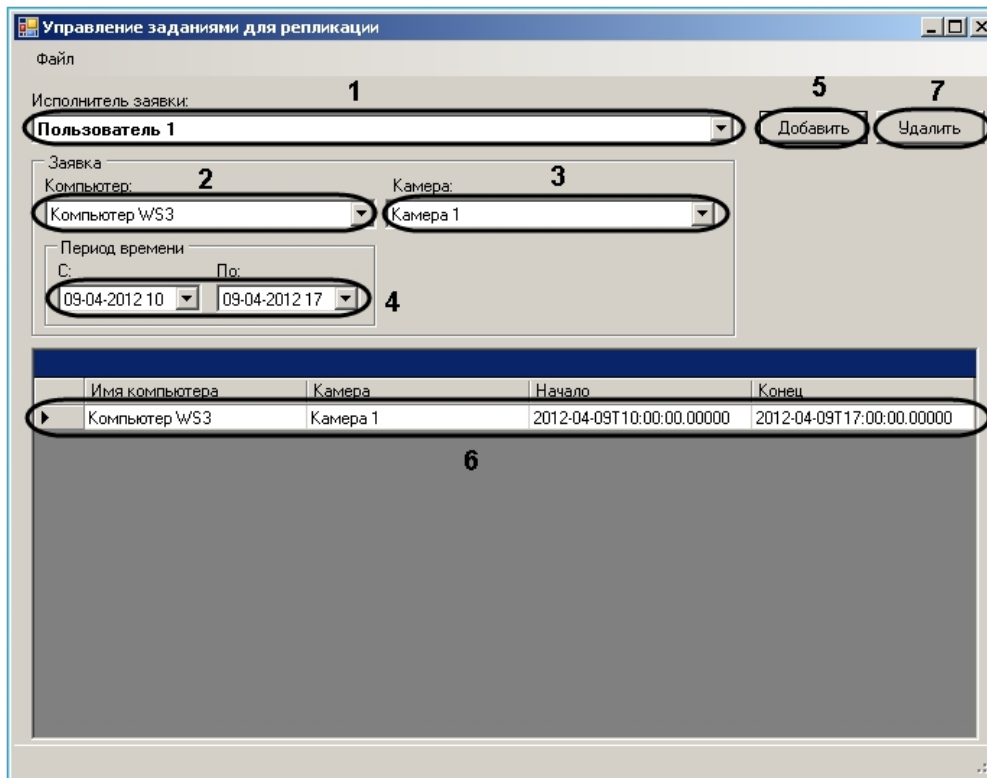 Управление заданиями для репликации
Файл
Исполнитель заявки:
1
5
7
Пользователь 1
Добавить
Удалить
Заявка
Компьютер:
2
Камера:
3
Компьютер WS3
Камера 1
Период времени
С:
По:
09-04-2012 10
09-04-2012 17
4
Имя компьютера Камера Начало Конец
Компьютер WS3 Камера 1 2012-04-09T10:00:00.00000 2012-04-09T17:00:00.00000
6